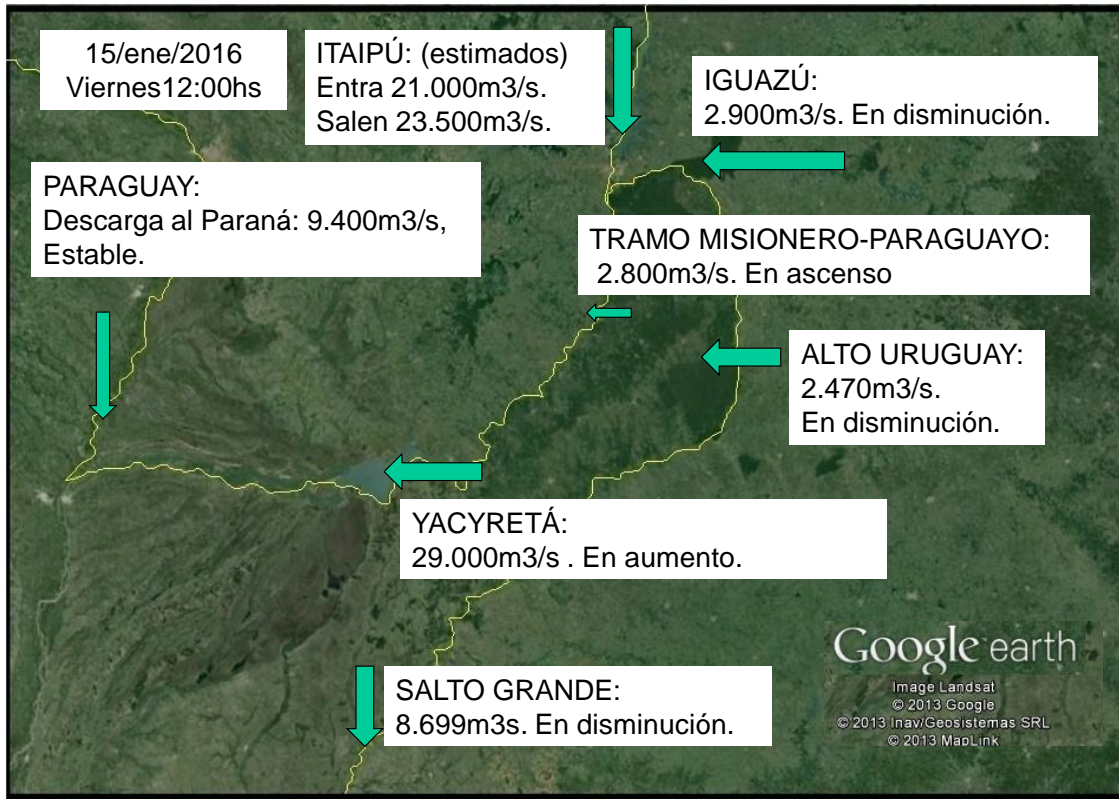 15/ene/2016
Viernes12:00hs
ITAIPÚ: (estimados)
Entra 21.000m3/s.
Salen 23.500m3/s.
IGUAZÚ:
2.900m3/s. En disminución.
PARAGUAY:
Descarga al Paraná: 9.400m3/s,
Estable.
TRAMO MISIONERO-PARAGUAYO:
2.800m3/s. En ascenso
ALTO URUGUAY:
2.470m3/s.
En disminución.
YACYRETÁ:
29.000m3/s . En aumento.
SALTO GRANDE:
8.699m3s. En disminución.
Google earth
Image Landsat
© 2013 Google
© 2013 Inav/Geosistemas SRL
© 2013 MapLink